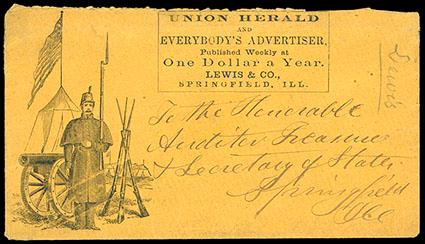 UNION HERALD
AND
EVERYBODY'S ADVERTISER,
Published Weekly at
One Dollar a Year.
LEWIS & CO.,
SPRINGFIELD, ILL.
To the Honorable
Auditor Treasurer
& Secretary of State
Springfield
Ills